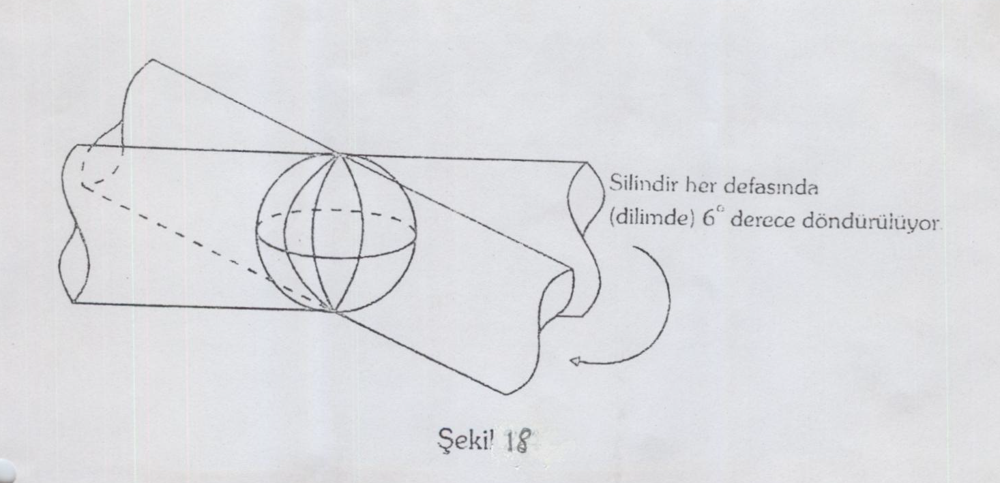 Silindir her defasında
(dilimde) 6° derece döndürülüyor.
Şekil 18